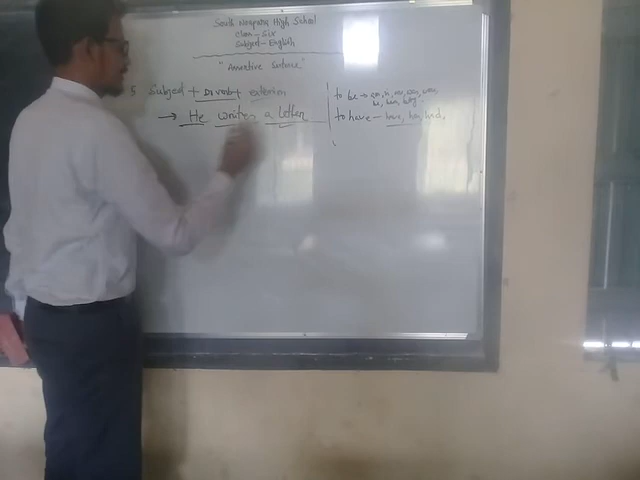 South Nowpara High School
Class - Six
Subject - English
"Assertive Sentence"
Subject + verb + extension
→ He writes a letter
to be → am, is, are, was, were,
be, been, being
to have — have, has, had,